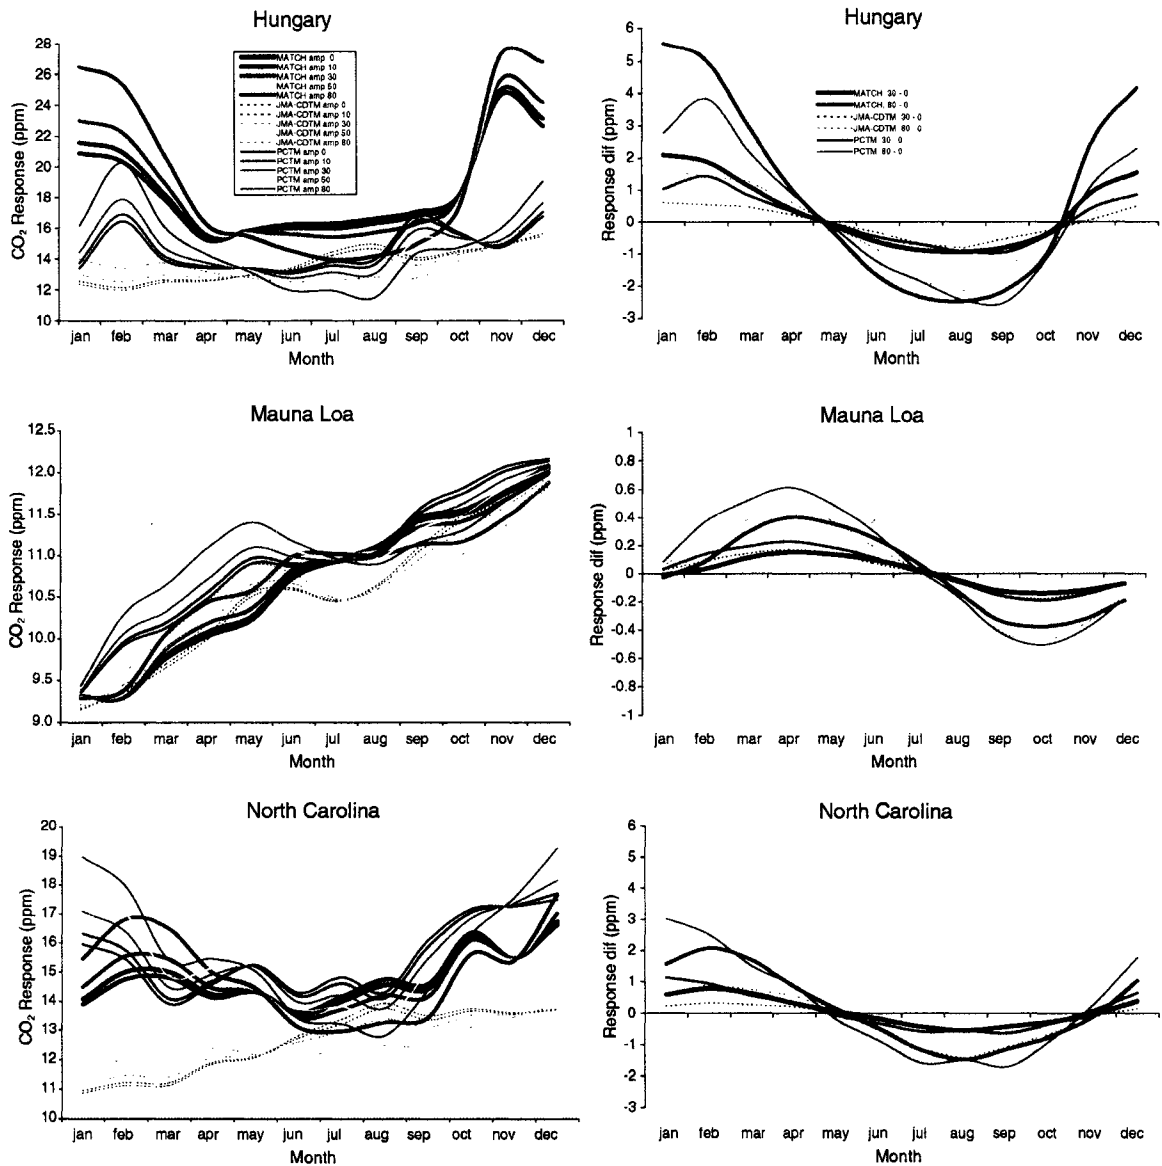 Hungary
CO2 Response (ppm)
28
26
24
22
20
18
16
14
12
10
MATCH amp 0
MATCH amp 10
MATCH amp 30
MATCH amp 50
MATCH amp 80
JMA-CDTM amp 0
JMA-CDTM amp 10
JMA-CDTM amp 30
JMA-CDTM amp 50
JMA-CDTM amp 80
PCTM amp 0
PCTM amp 10
PCTM amp 30
PCTM amp 50
PCTM amp 80
jan feb mar apr may jun jul aug sep oct nov dec
Month
Hungary
Response dif (ppm)
6
5
4
3
2
1
0
-1
-2
-3
MATCH 30 - 0
MATCH 80 - 0
JMA-CDTM 30 - 0
JMA-CDTM 80 - 0
PCTM 30 - 0
PCTM 80 - 0
jan feb mar apr may jun jul aug sep oct nov dec
Month
Mauna Loa
CO2 Response (ppm)
12.5
12.0
11.5
11.0
10.5
10.0
9.5
9.0
jan feb mar apr may jun jul aug sep oct nov dec
Month
Mauna Loa
Response dif (ppm)
1
0.8
0.6
0.4
0.2
0
-0.2
-0.4
-0.6
-0.8
-1
jan feb mar apr may jun jul aug sep oct nov dec
Month
North Carolina
CO2 Response (ppm)
20
19
18
17
16
15
14
13
12
11
10
jan feb mar apr may jun jul aug sep oct nov dec
Month
North Carolina
Response dif (ppm)
6
5
4
3
2
1
0
-1
-2
-3
jan feb mar apr may jun jul aug sep oct nov dec
Month